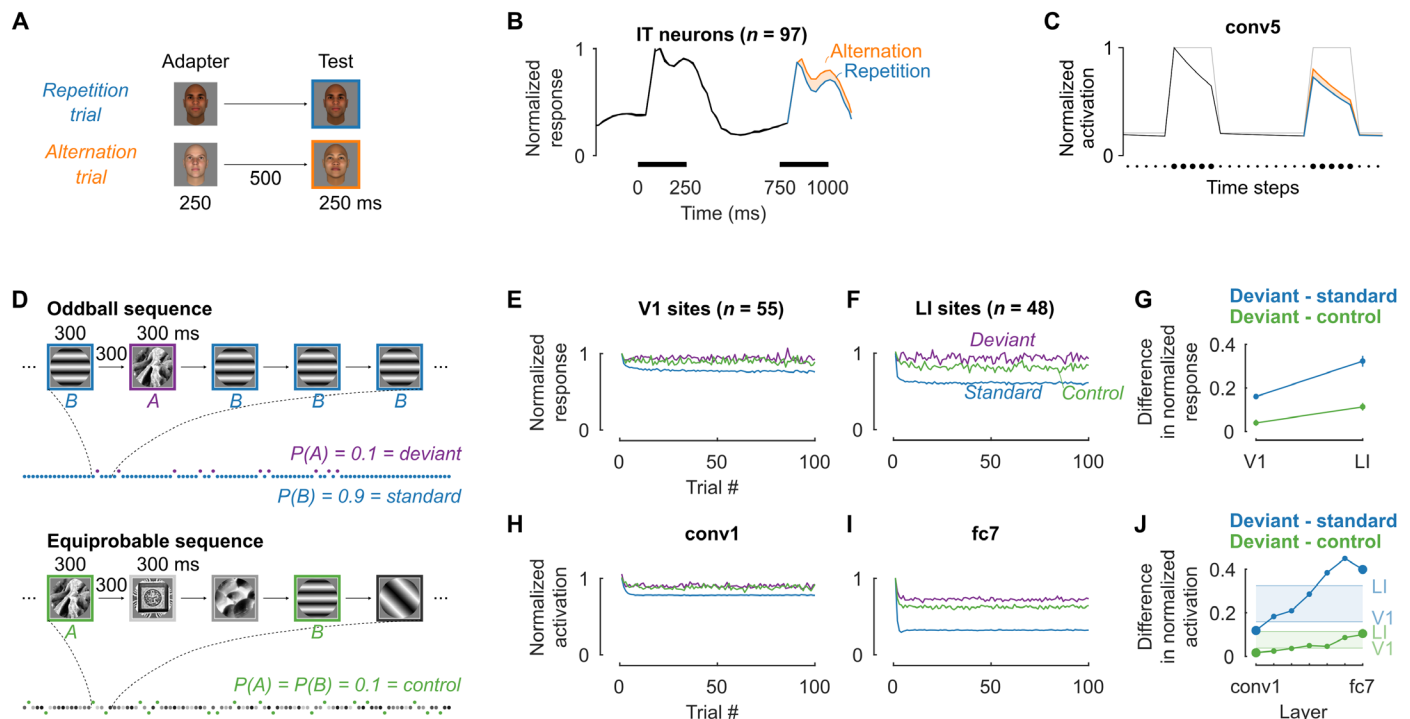 A
Adapter
Test
Repetition
trial
Alternation
trial
500
250
250 ms
B
IT neurons (n = 97)
Normalized
response
1
0
Alternation
Repetition
0
250
750
1000
Time (ms)
C
conv5
Normalized
activation
1
0
Time steps
D
Oddball sequence
300
300 ms
300
...
...
B
A
B
B
B
P(A) = 0.1 = deviant
P(B) = 0.9 = standard
Equiprobable sequence
300
300 ms
300
...
...
A
B
P(A) = P(B) = 0.1 = control
E
V1 sites (n = 55)
Normalized
response
1
0
0
50
100
Trial #
F
LI sites (n = 48)
1
0
Deviant
Standard
Control
0
50
100
G
Deviant - standard
Deviant - control
Difference
in normalized
response
0.4
0.2
0
V1
LI
H
conv1
Normalized
activation
1
0
0
50
100
Trial #
I
fc7
1
0
0
50
100
J
Deviant - standard
Deviant - control
Difference
in normalized
activation
0.4
0.2
0
LI
V1
LI
V1
conv1
fc7
Layer